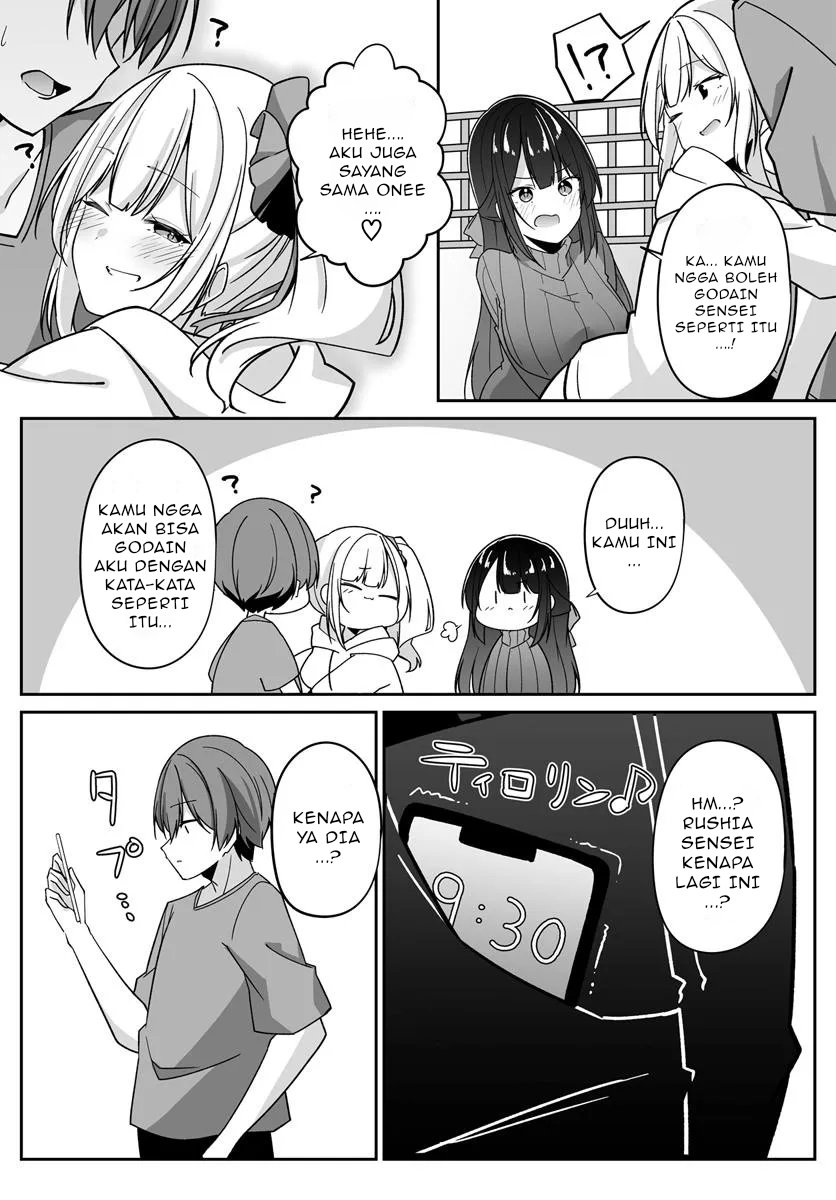 !?
KA... KAMU
NGGA BOLEH
GODAIN
SENSEI
SEPERTI ITU
....!
?
?
HEHE....
AKU JUGA
SAYANG
SAMA ONEE
....
♡
DUUH...
KAMU INI
...
?
?
KAMU NGGA
AKAN BISA
GODAIN
AKU DENGAN
KATA-KATA
SEPERTI
ITU...
HM...?
RUSHIA
SENSEI
KENAPA
LAGI INI
...?
ティロリン♪
9:30
KENAPA
YA DIA
...?
タプ…